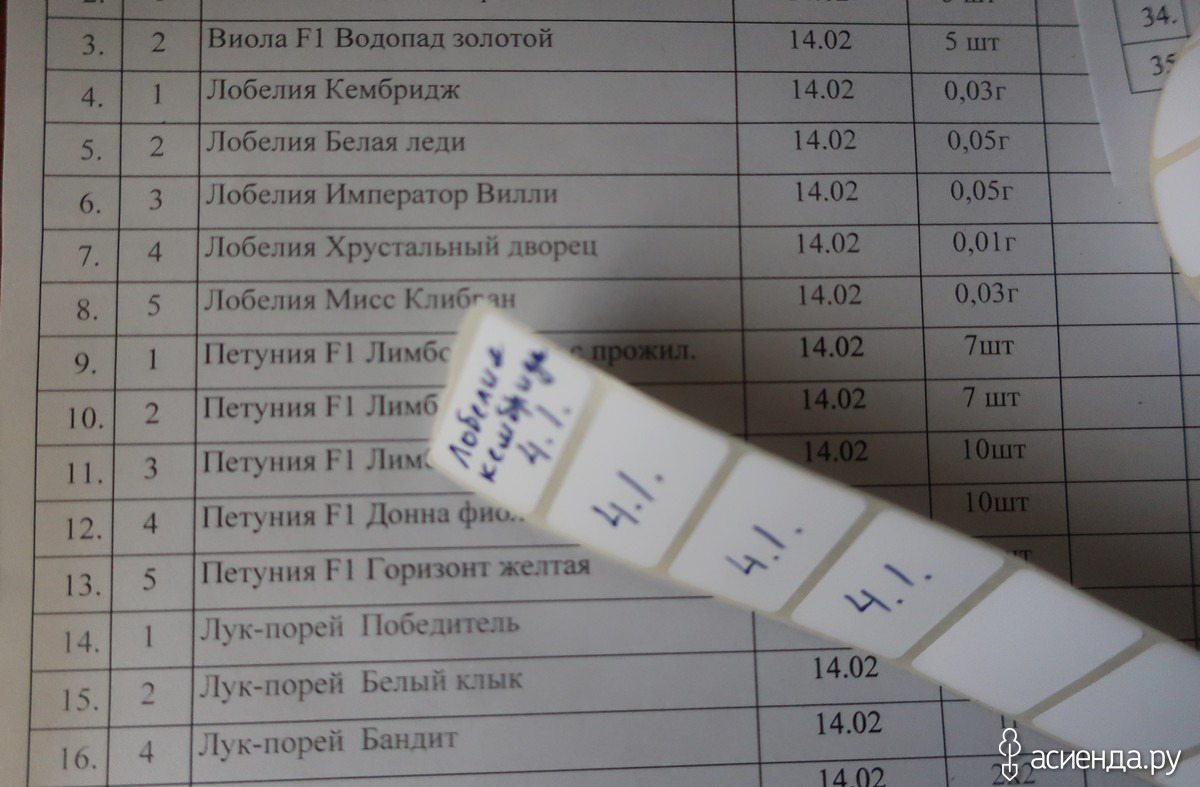 2.
34.
3. 2 Виола F1 Водопад золотой 14.02 5 шт
35
4. 1 Лобелия Кембридж 14.02 0,03г
5. 2 Лобелия Белая леди 14.02 0,05г
6. 3 Лобелия Император Вилли 14.02 0,05г
7. 4 Лобелия Хрустальный дворец 14.02 0,01г
8. 5 Лобелия Мисс Клибран 14.02 0,03г
9. 1 Петуния F1 Лимбо с прожил. 14.02 7шт
10. 2 Петуния F1 Лимб 14.02 7 шт
11. 3 Петуния F1 Лимб 14.02 10шт
12. 4 Петуния F1 Донна фио 10шт
13. 5 Петуния F1 Горизонт желтая шт
14. 1 Лук-порей Победитель
15. 2 Лук-порей Белый клык 14.02
16. 4 Лук-порей Бандит 14.02
14.02 2х2
Лобелия
кембридж
4.1.
4.1.
4.1.
4.1.
асиенда.ру